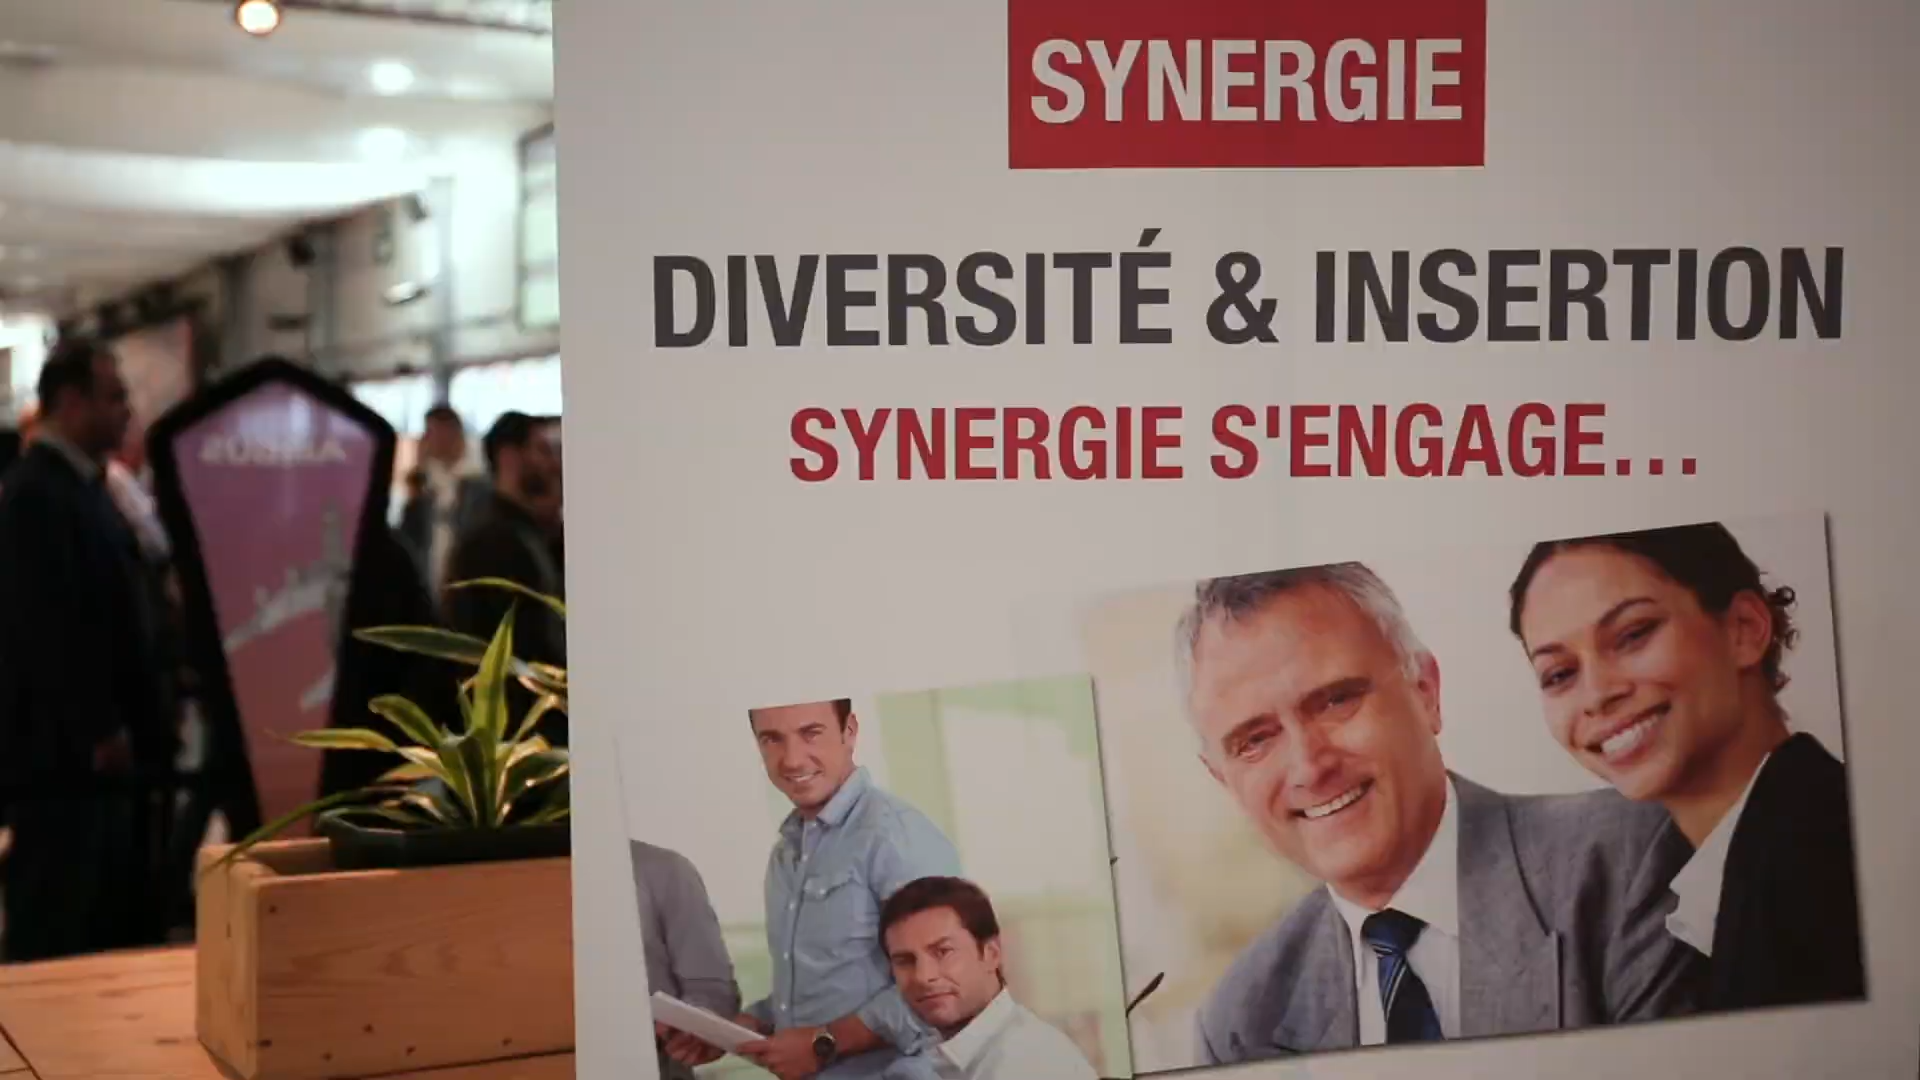 SYNERGIE
DIVERSITÉ & INSERTION
SYNERGIE S'ENGAGE...